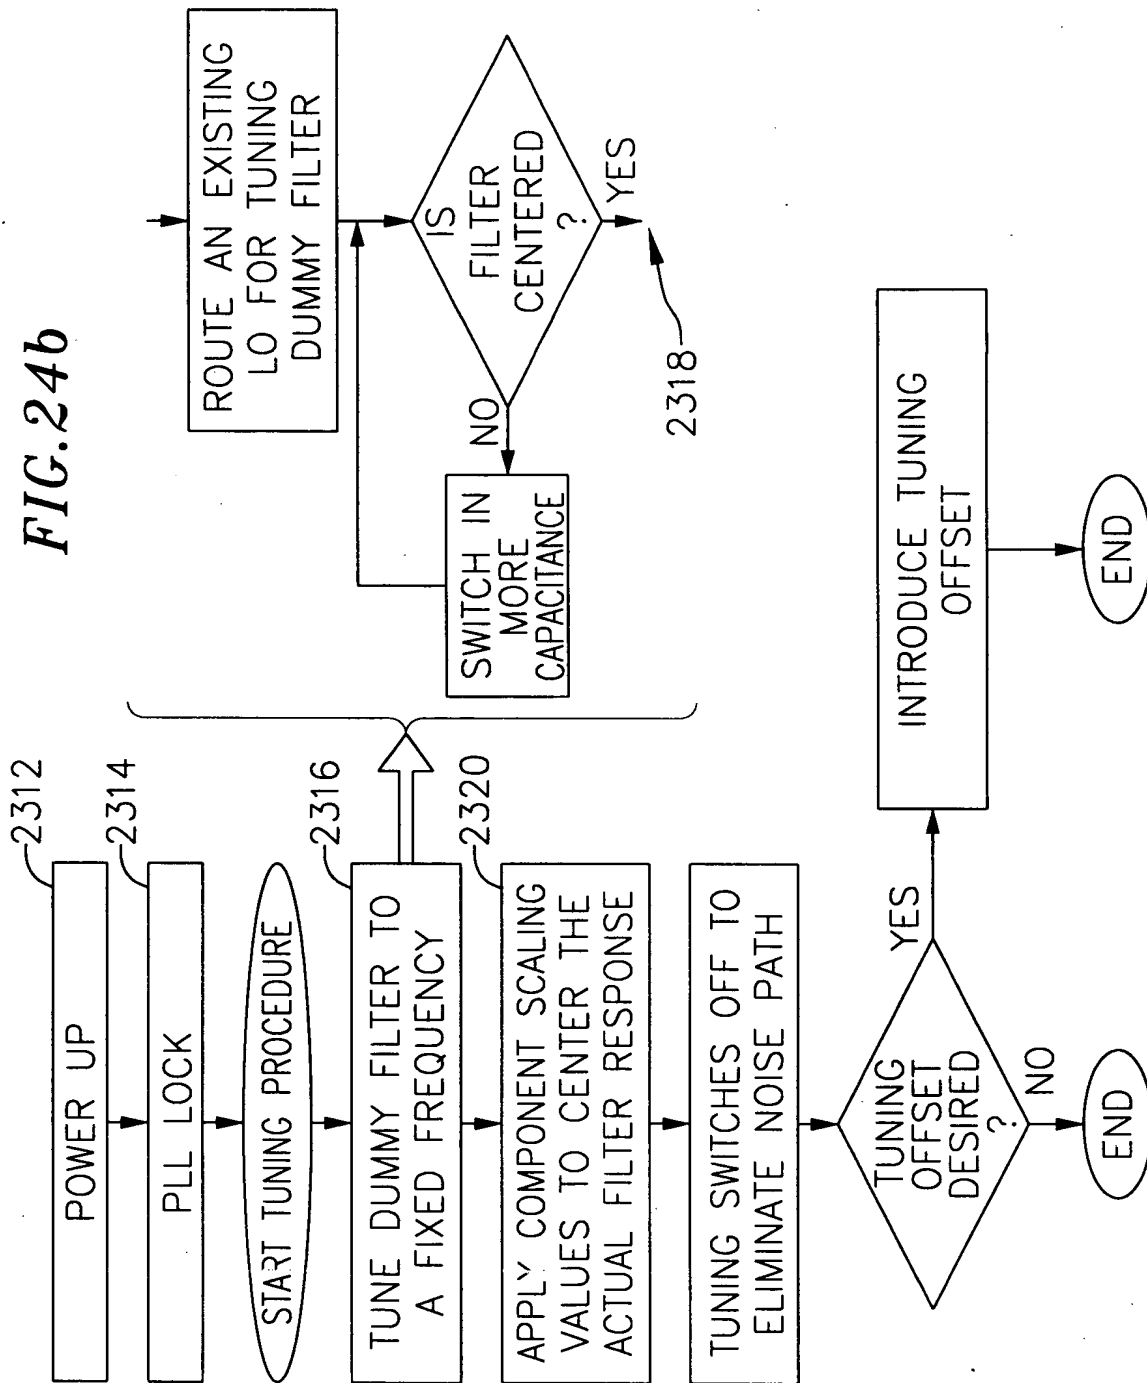 FIG.24b
POWER UP
2312
PLL LOCK
2314
START TUNING PROCEDURE
TUNE DUMMY FILTER TO
A FIXED FREQUENCY
2316
APPLY COMPONENT SCALING
VALUES TO CENTER THE
ACTUAL FILTER RESPONSE
2320
TUNING SWITCHES OFF TO
ELIMINATE NOISE PATH
TUNING
OFFSET
DESIRED
?
YES
NO
END
INTRODUCE TUNING
OFFSET
END
ROUTE AN EXISTING
LO FOR TUNING
DUMMY FILTER
IS
FILTER
CENTERED
?
NO
YES
SWITCH IN
MORE
CAPACITANCE
2318